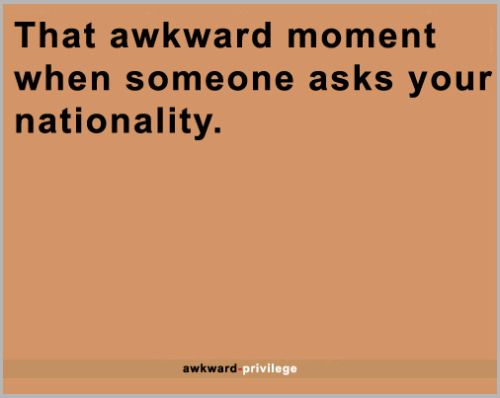 That awkward moment
when someone asks your
nationality.
awkward-privilege